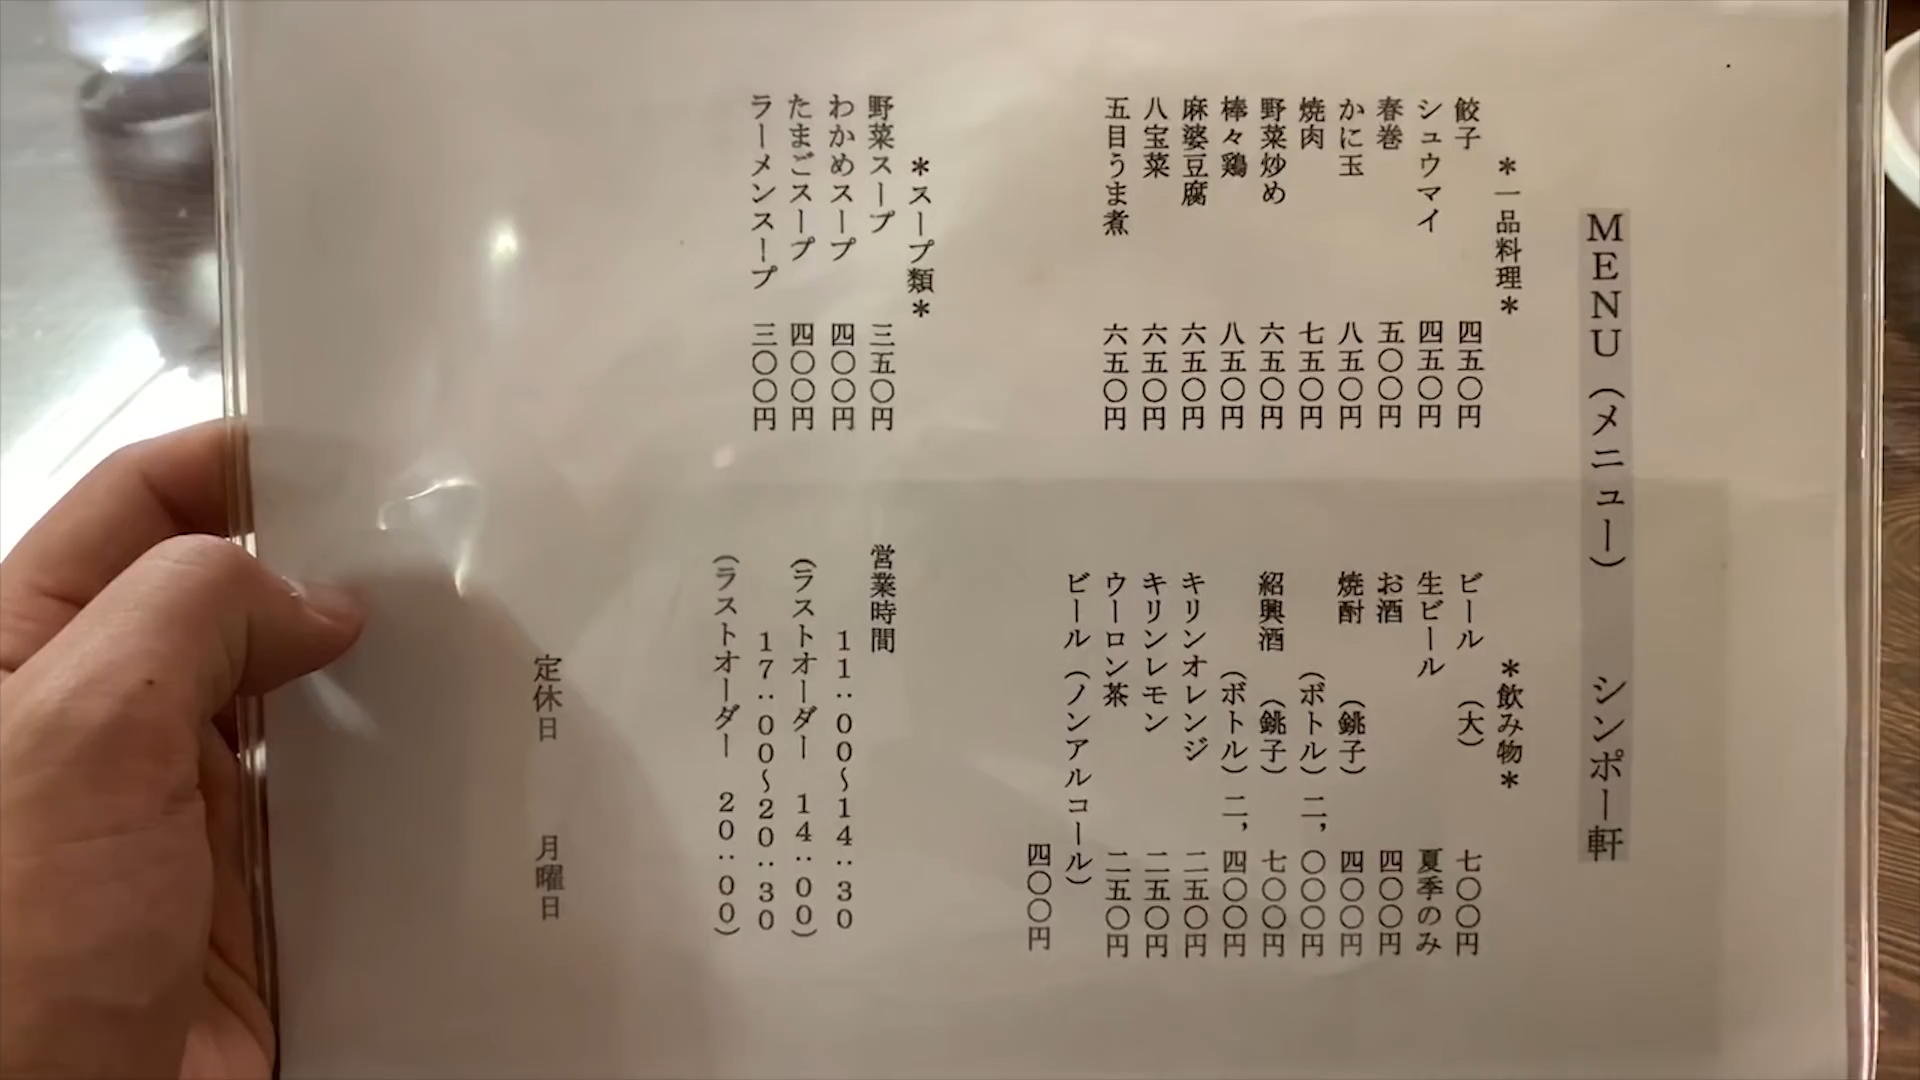 MENU（メニュー） シンポー軒
＊一品料理＊
餃子 四五〇円
シュウマイ 四五〇円
春巻 五〇〇円
かに玉 八五〇円
焼肉 七五〇円
野菜炒め 六五〇円
棒々鶏 八五〇円
麻婆豆腐 六五〇円
八宝菜 六五〇円
五目うま煮 六五〇円
＊スープ類＊
野菜スープ 三五〇円
わかめスープ 四〇〇円
たまごスープ 四〇〇円
ラーメンスープ 三〇〇円
＊飲み物＊
ビール （大） 七〇〇円
生ビール 夏季のみ
お酒 四〇〇円
焼酎 （銚子） 四〇〇円
（ボトル）二，〇〇〇円
紹興酒 （銚子） 七〇〇円
（ボトル）二，四〇〇円
キリンオレンジ 二五〇円
キリンレモン 二五〇円
ウーロン茶 二五〇円
ビール（ノンアルコール）
四〇〇円
営業時間
11：00～14：30
（ラストオーダー 14：00）
17：00～20：30
（ラストオーダー 20：00）
定休日 月曜日